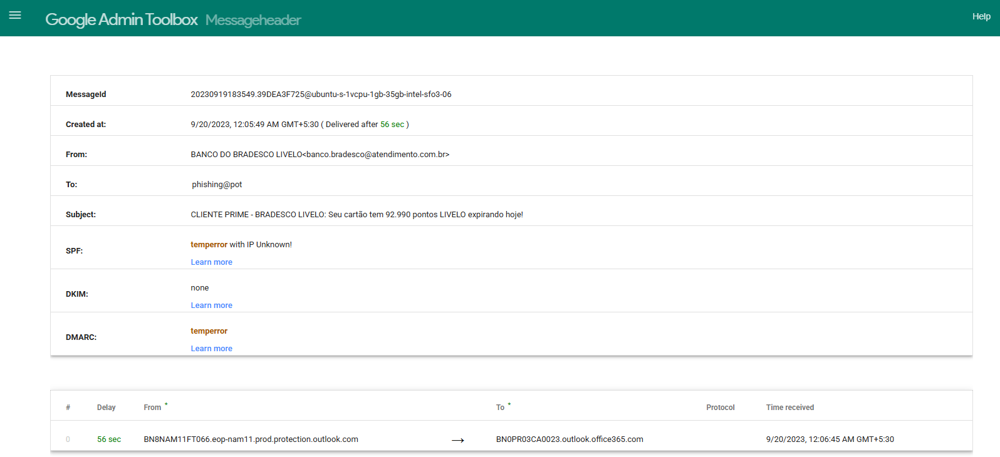 Google Admin Toolbox Messageheader
Help
MessageId 20230919183549.39DEA3F725@ubuntu-s-1vcpu-1gb-35gb-intel-sfo3-06
Created at: 9/20/2023, 12:05:49 AM GMT+5:30 ( Delivered after 56 sec )
From: BANCO DO BRADESCO LIVELO<banco.bradesco@atendimento.com.br>
To: phishing@pot
Subject: CLIENTE PRIME - BRADESCO LIVELO: Seu cartão tem 92.990 pontos LIVELO expirando hoje!
SPF: temperror with IP Unknown!
Learn more
DKIM: none
Learn more
DMARC: temperror
Learn more
# Delay From * To * Protocol Time received
0 56 sec BN8NAM11FT066.eop-nam11.prod.protection.outlook.com → BN0PR03CA0023.outlook.office365.com 9/20/2023, 12:06:45 AM GMT+5:30